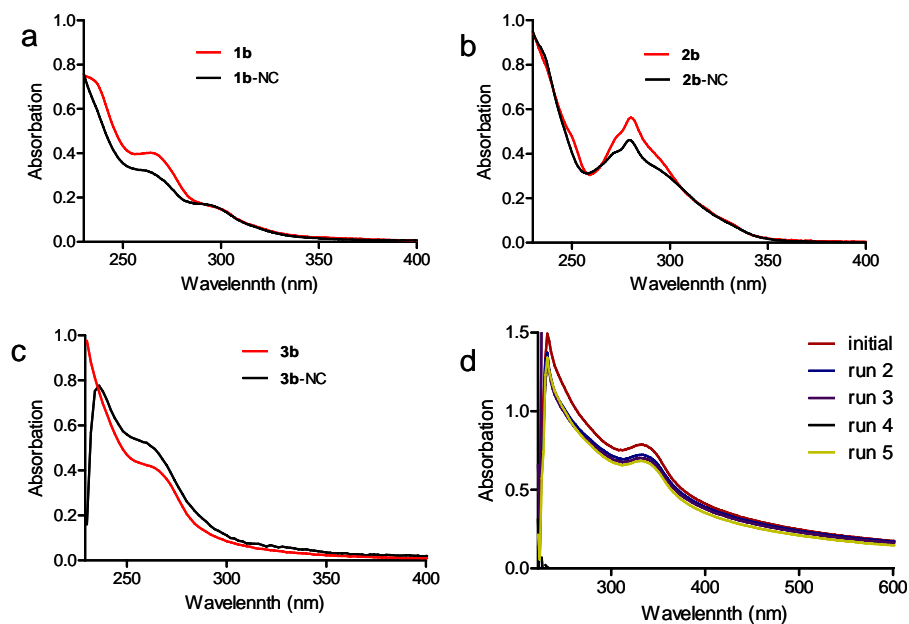 a
1b
1b-NC
Absorbation
1.0
0.8
0.6
0.4
0.2
0.0
250
300
350
400
Wavelennth (nm)
b
2b
2b-NC
Absorbation
1.0
0.8
0.6
0.4
0.2
0.0
250
300
350
400
Wavelennth (nm)
c
3b
3b-NC
Absorbation
1.0
0.8
0.6
0.4
0.2
0.0
250
300
350
400
Wavelennth (nm)
d
initial
run 2
run 3
run 4
run 5
Absorbation
1.5
1.0
0.5
0.0
300
400
500
600
Wavelennth (nm)